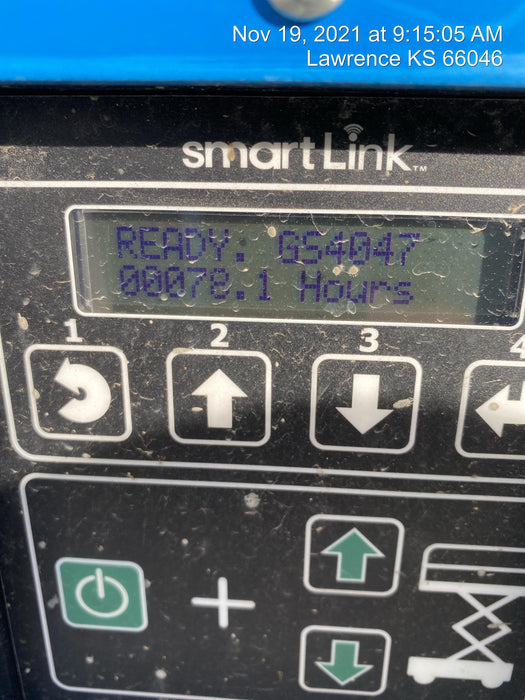 Nov 19, 2021 at 9:15:05 AM
Lawrence KS 66046
smartLink™
READY. GS4047
00078.1 Hours
1 2 3 4